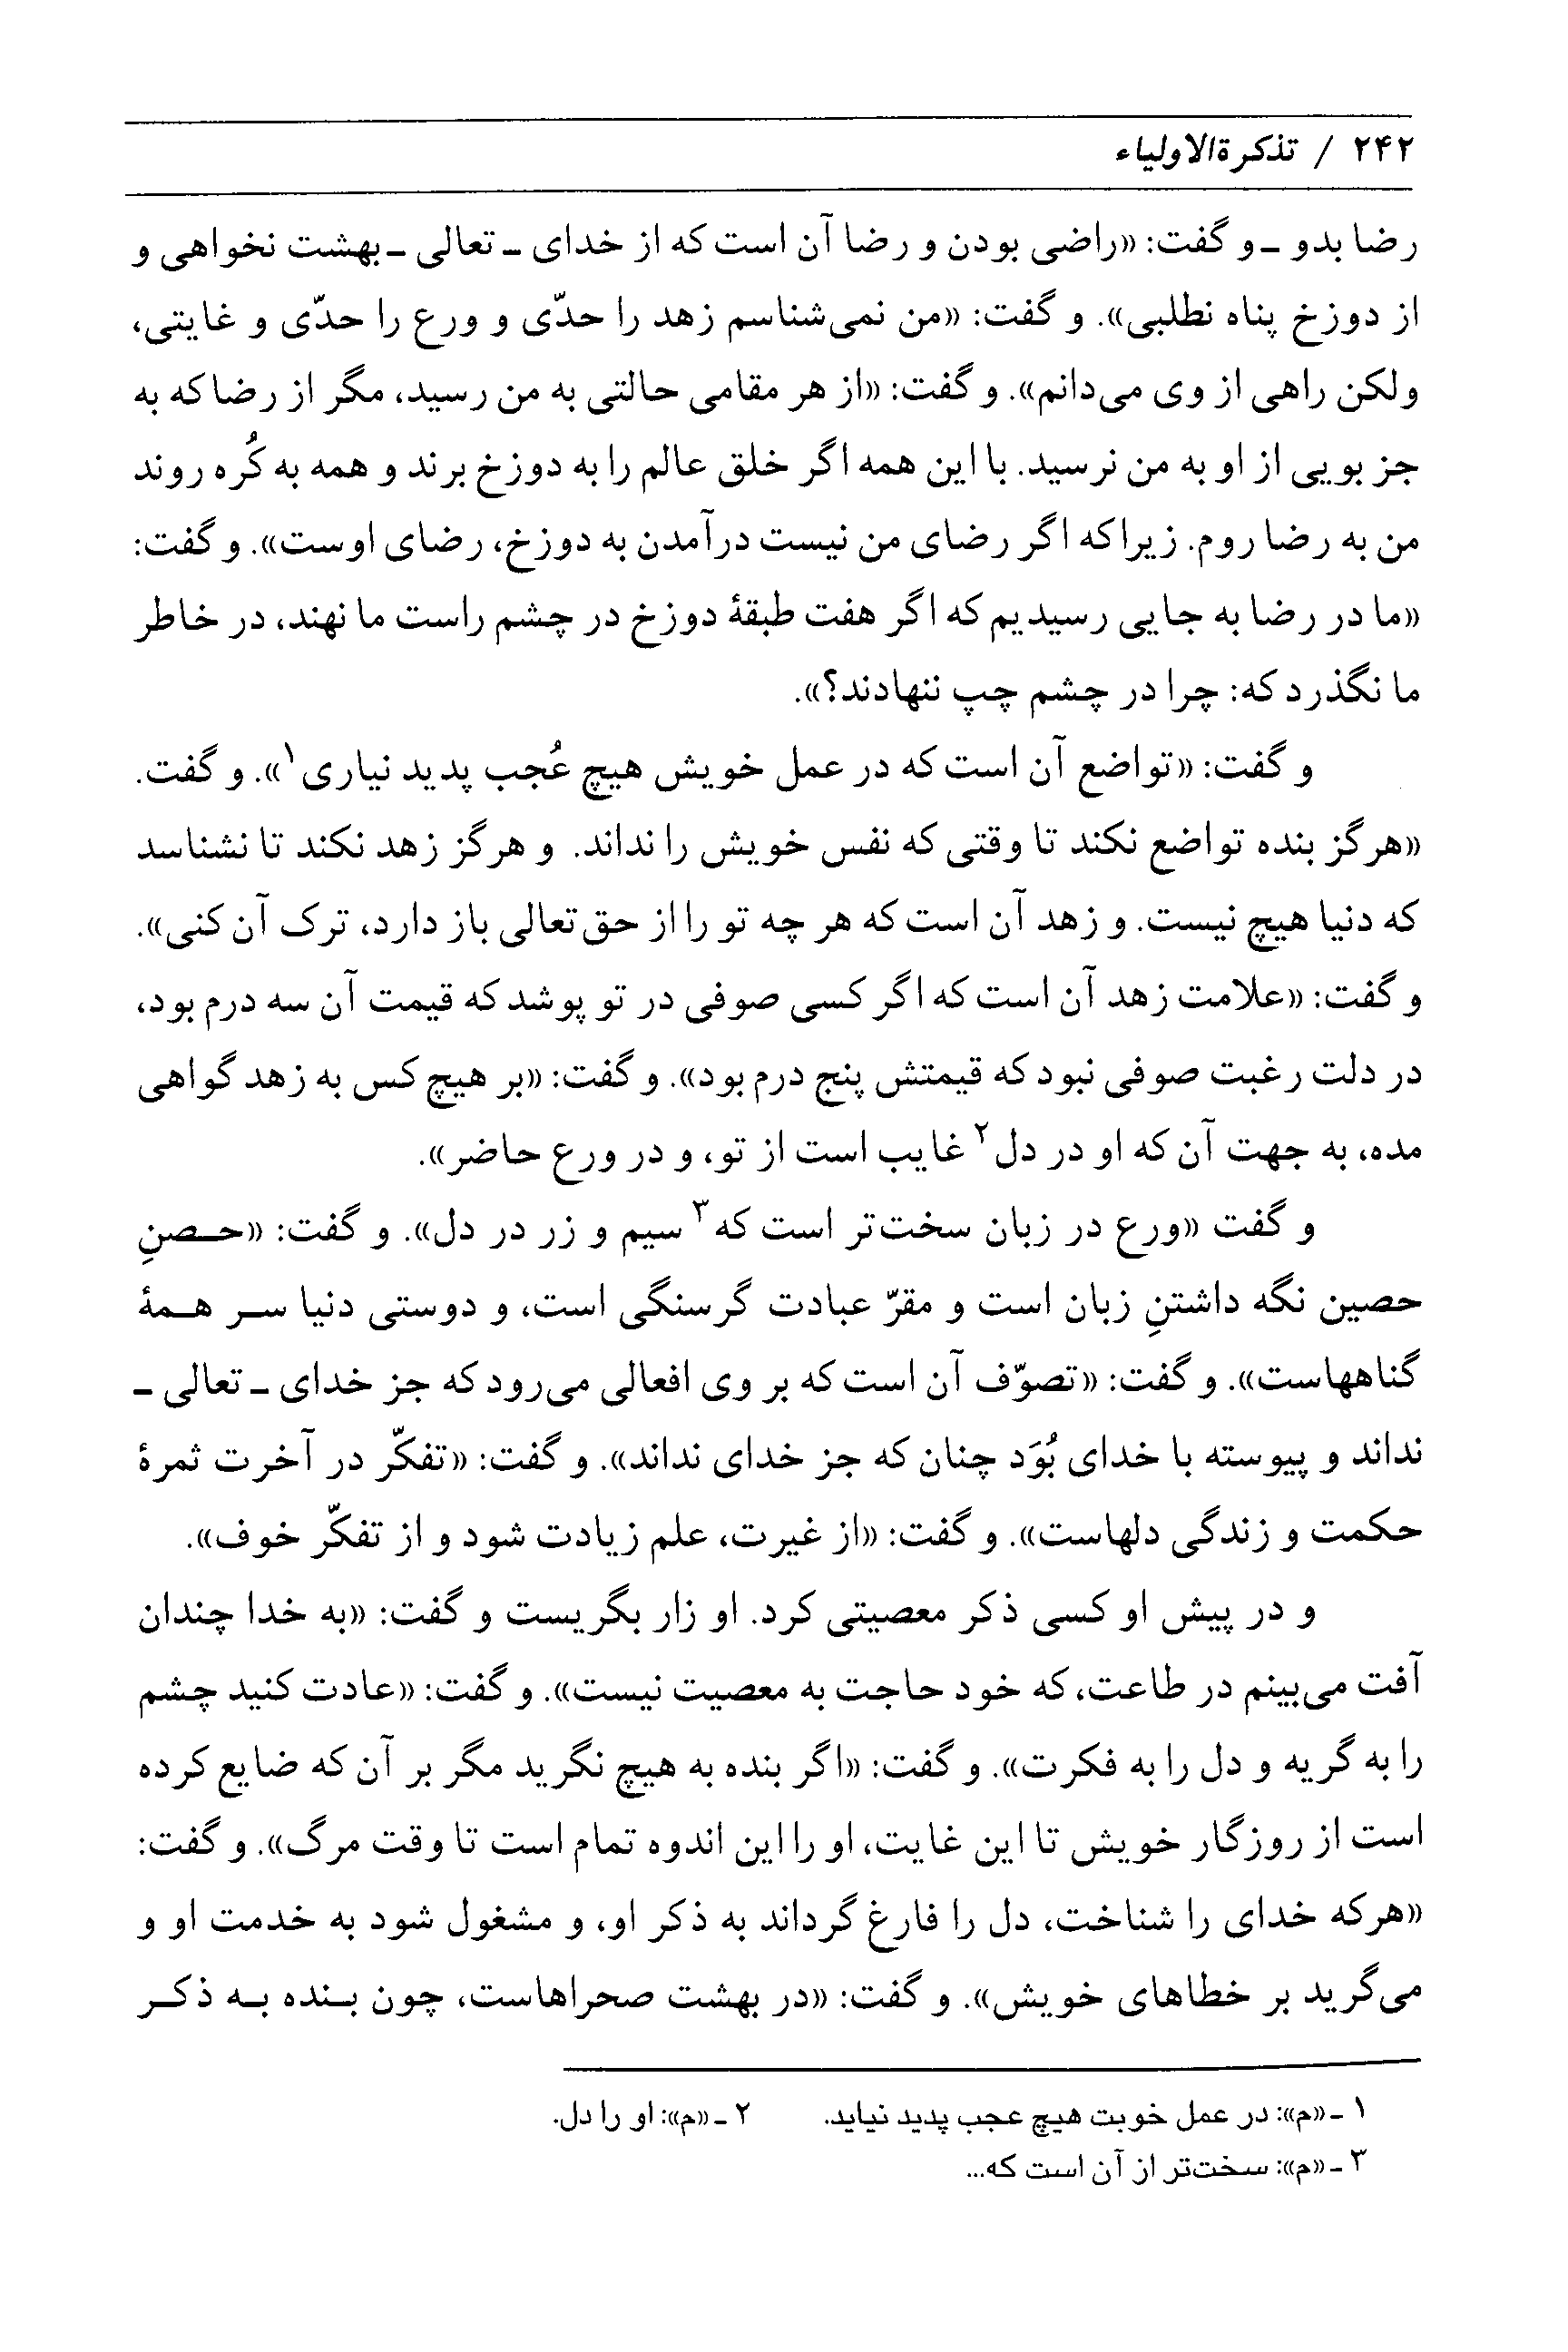 ۲۴۲ / تذکرةالاولیاء
رضا بدو ـ و گفت: «راضی بودن و رضا آن است که از خدای ـ تعالی ـ بهشت نخواهی و
از دوزخ پناه نطلبی». و گفت: «من نمی‌شناسم زهد را حدّی و ورع را حدّی و غایتی،
ولکن راهی از وی می‌دانم». و گفت: «از هر مقامی حالتی به من رسید، مگر از رضا که به
جز بویی از او به من نرسید. با این همه اگر خلق عالم را به دوزخ برند و همه به کُره روند
من به رضا روم. زیرا که اگر رضای من نیست درآمدن به دوزخ، رضای اوست». و گفت:
«ما در رضا به جایی رسیدیم که اگر هفت طبقهٔ دوزخ در چشم راست ما نهند، در خاطر
ما نگذرد که: چرا در چشم چپ ننهادند؟».
و گفت: «تواضع آن است که در عمل خویش هیچ عُجب پدید نیاری۱». و گفت.
«هرگز بنده تواضع نکند تا وقتی که نفس خویش را نداند. و هرگز زهد نکند تا نشناسد
که دنیا هیچ نیست. و زهد آن است که هر چه تو را از حق‌تعالی باز دارد، ترک آن کنی».
و گفت: «علامت زهد آن است که اگر کسی صوفی در تو پوشد که قیمت آن سه درم بود،
در دلت رغبت صوفی نبود که قیمتش پنج درم بود». و گفت: «بر هیچ کس به زهد گواهی
مده، به جهت آن که او در دل۲ غایب است از تو، و در ورع حاضر».
و گفت «ورع در زبان سخت‌تر است که۳ سیم و زر در دل». و گفت: «حـصنِ
حصین نگه داشتنِ زبان است و مقرّ عبادت گرسنگی است، و دوستی دنیا سـر هـمهٔ
گناههاست». و گفت: «تصوّف آن است که بر وی افعالی می‌رود که جز خدای ـ تعالی ـ
نداند و پیوسته با خدای بُوَد چنان که جز خدای نداند». و گفت: «تفکّر در آخرت ثمرهٔ
حکمت و زندگی دلهاست». و گفت: «از غیرت، علم زیادت شود و از تفکّر خوف».
و در پیش او کسی ذکر معصیتی کرد. او زار بگریست و گفت: «به خدا چندان
آفت می‌بینم در طاعت، که خود حاجت به معصیت نیست». و گفت: «عادت کنید چشم
را به گریه و دل را به فکرت». و گفت: «اگر بنده به هیچ نگرید مگر بر آن که ضایع کرده
است از روزگار خویش تا این غایت، او را این اندوه تمام است تا وقت مرگ». و گفت:
«هرکه خدای را شناخت، دل را فارغ گرداند به ذکر او، و مشغول شود به خدمت او و
می‌گرید بر خطاهای خویش». و گفت: «در بهشت صحراهاست، چون بـنده بـه ذکـر
۱ ـ «م»: در عمل خوبت هیچ عجب پدید نیاید. ۲ ـ «م»: او را دل.
۳ ـ «م»: سخت‌تر از آن است که...